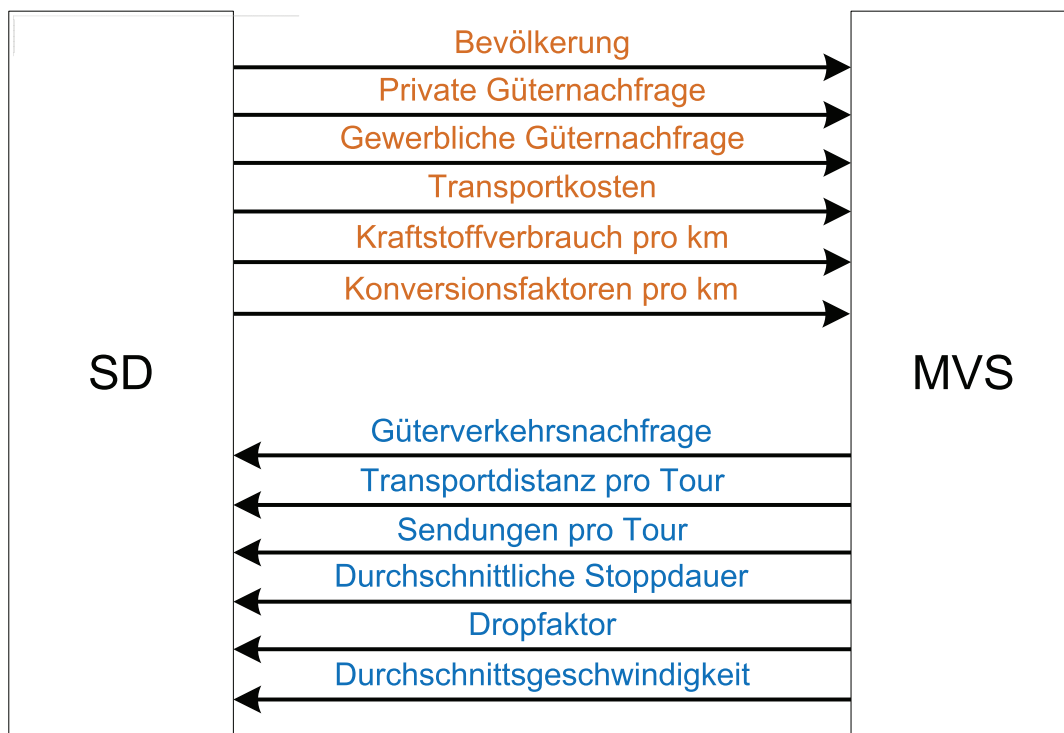 Bevölkerung
Private Güternachfrage
Gewerbliche Güternachfrage
Transportkosten
Kraftstoffverbrauch pro km
Konversionsfaktoren pro km
SD
MVS
Güterverkehrsnachfrage
Transportdistanz pro Tour
Sendungen pro Tour
Durchschnittliche Stoppdauer
Dropfaktor
Durchschnittsgeschwindigkeit